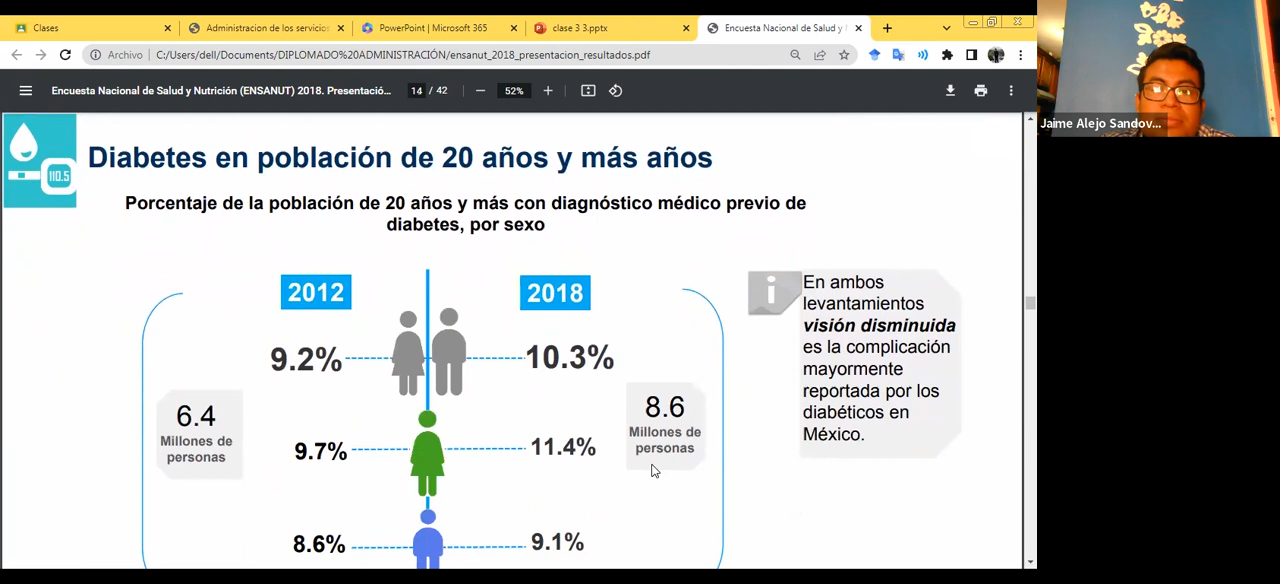 Clases
Administracion de los servicios
PowerPoint | Microsoft 365
clase 3 3.pptx
Encuesta Nacional de Salud y
Archivo
C:/Users/dell/Documents/DIPLOMADO%20ADMINISTRACIÓN/ensanut_2018_presentacion_resultados.pdf
Encuesta Nacional de Salud y Nutrición (ENSANUT) 2018. Presentació...
14 / 42
52%
Jaime Alejo Sandov...
110.5
Diabetes en población de 20 años y más años
Porcentaje de la población de 20 años y más con diagnóstico médico previo de
diabetes, por sexo
2012
2018
9.2%
10.3%
6.4
Millones de
personas
8.6
Millones de
personas
9.7%
11.4%
8.6%
9.1%
i
En ambos
levantamientos
visión disminuida
es la complicación
mayormente
reportada por los
diabéticos en
México.